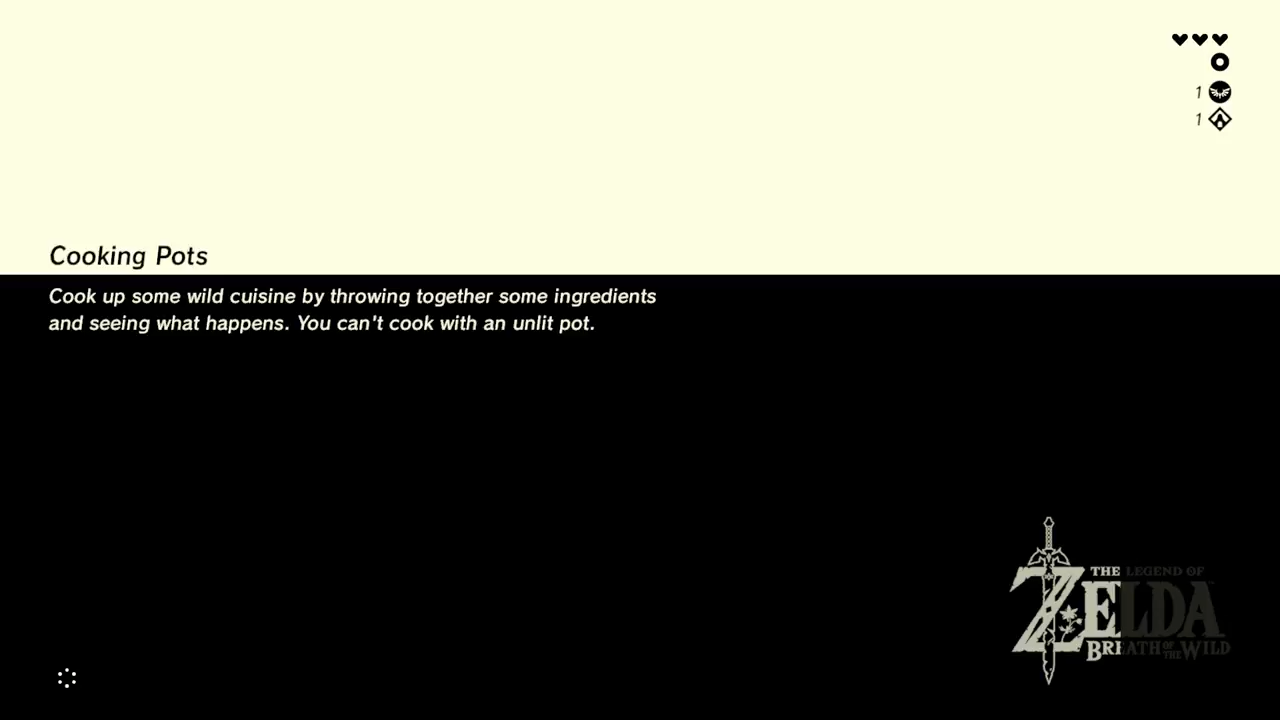 1
1
Cooking Pots
Cook up some wild cuisine by throwing together some ingredients
and seeing what happens. You can't cook with an unlit pot.
THE LEGEND OF
ZELDA
BREATH OF THE WILD